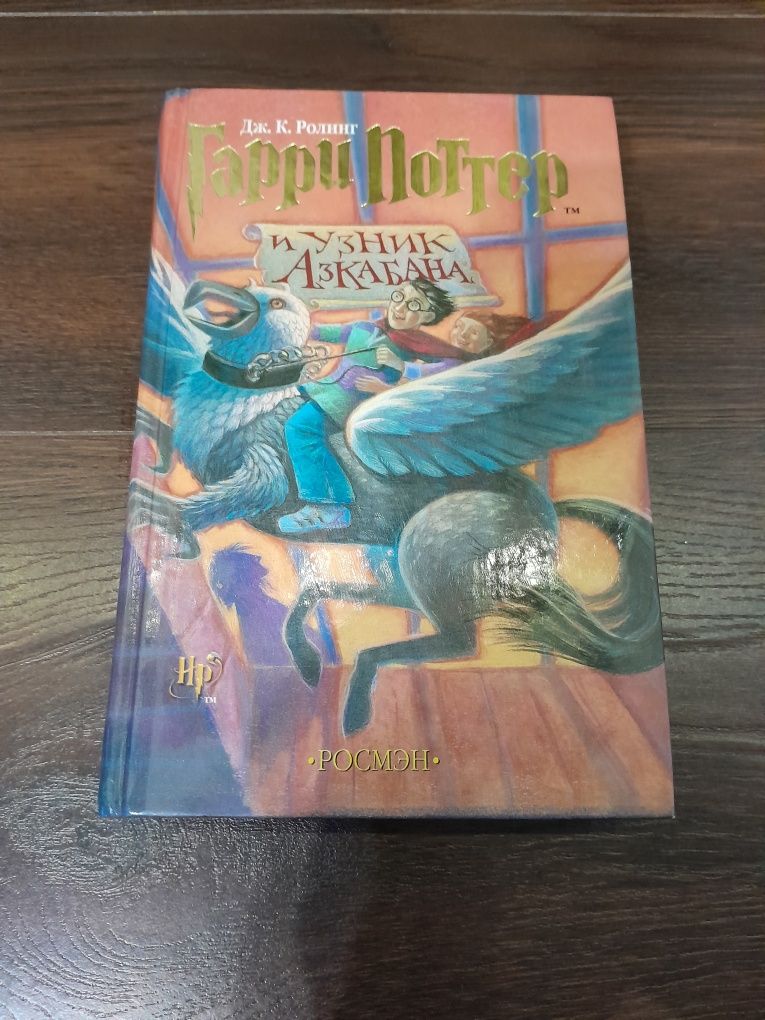 Дж. К. Ролинг
Гарри Поттер
™
и узник
Азкабана
HP
™
•РОСМЭН•